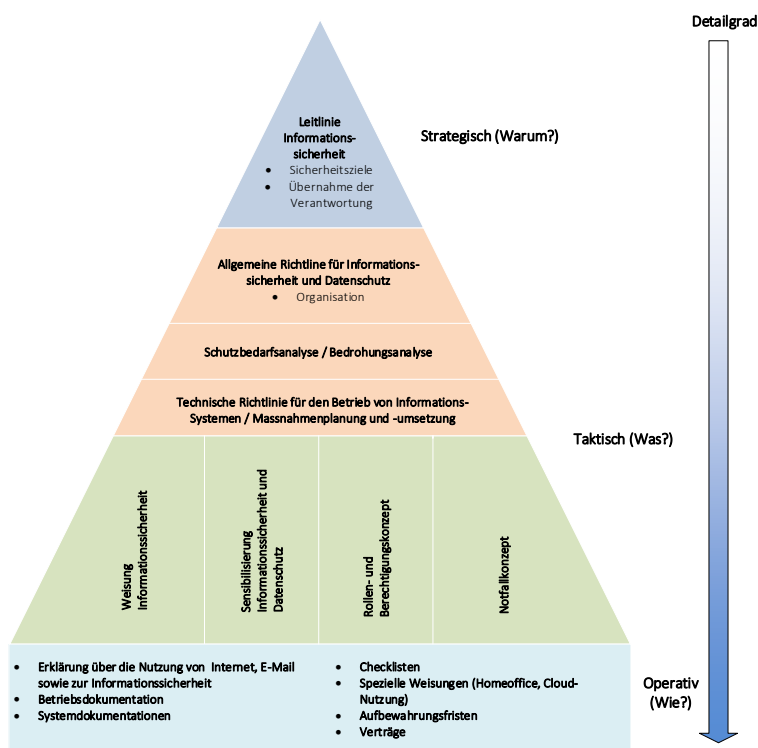 Detailgrad
Leitlinie
Informations-
sicherheit
• Sicherheitsziele
• Übernahme der
Verantwortung
Strategisch (Warum?)
Allgemeine Richtline für Informations-
sicherheit und Datenschutz
• Organisation
Schutzbedarfsanalyse / Bedrohungsanalyse
Technische Richtlinie für den Betrieb von Informations-
Systemen / Massnahmenplanung und -umsetzung
Taktisch (Was?)
Weisung
Informationssicherheit
Sensibilisierung
Informationssicherheit und
Datenschutz
Rollen- und
Berechtigungskonzept
Notfallkonzept
• Erklärung über die Nutzung von Internet, E-Mail
sowie zur Informationssicherheit
• Betriebsdokumentation
• Systemdokumentationen
• Checklisten
• Spezielle Weisungen (Homeoffice, Cloud-
Nutzung)
• Aufbewahrungsfristen
• Verträge
Operativ
(Wie?)